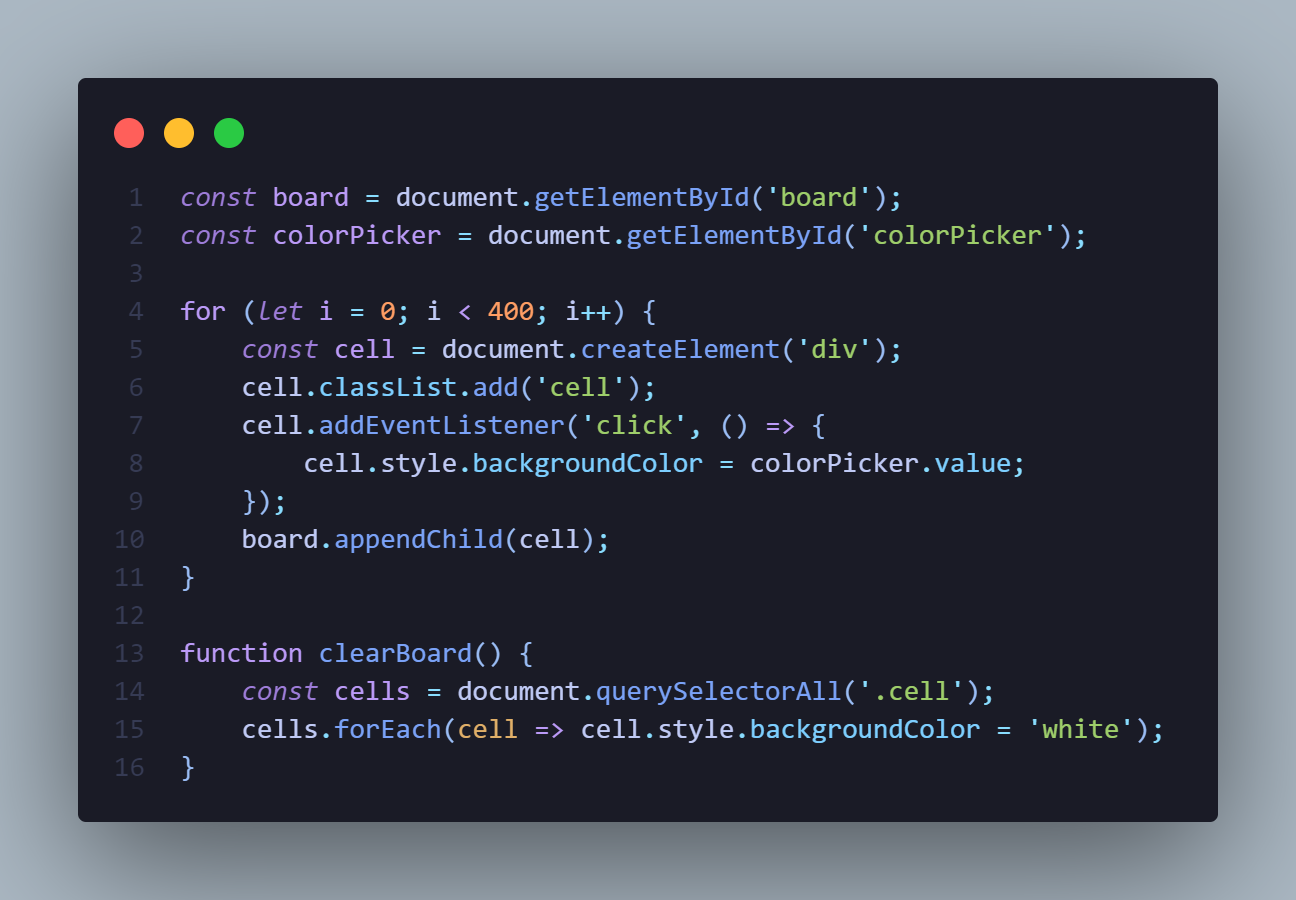 1 const board = document.getElementById('board');
2 const colorPicker = document.getElementById('colorPicker');
3
4 for (let i = 0; i < 400; i++) {
5     const cell = document.createElement('div');
6     cell.classList.add('cell');
7     cell.addEventListener('click', () => {
8         cell.style.backgroundColor = colorPicker.value;
9     });
10     board.appendChild(cell);
11 }
12
13 function clearBoard() {
14     const cells = document.querySelectorAll('.cell');
15     cells.forEach(cell => cell.style.backgroundColor = 'white');
16 }